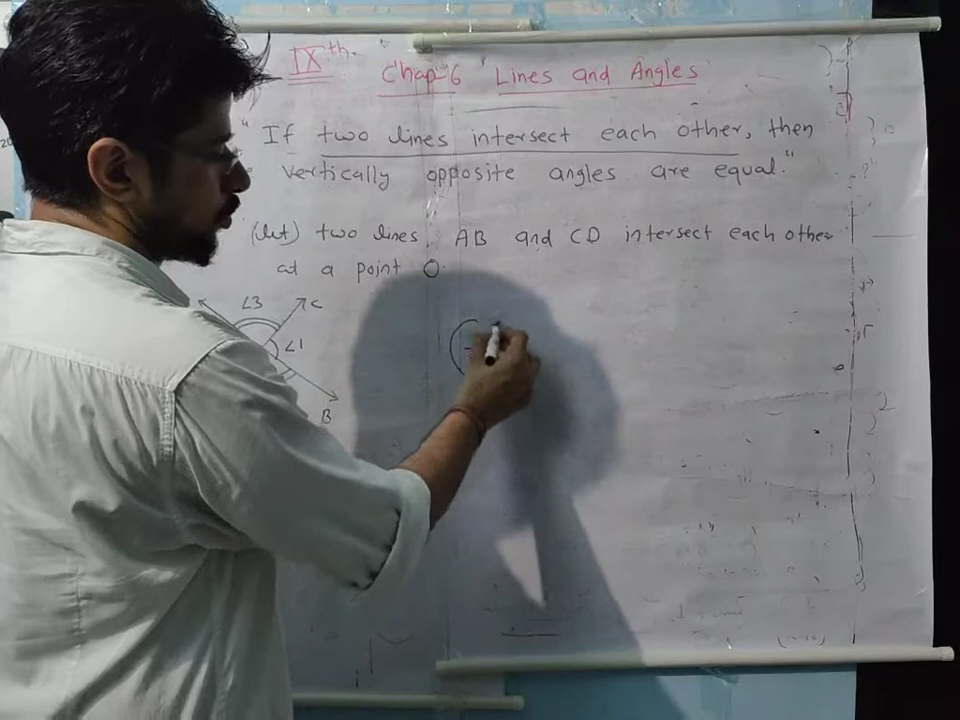 IXth.
Chap-6 "Lines and Angles
"If two lines intersect each other, then
vertically opposite angles are equal."
(let) two lines AB and CD intersect each other
at a point O.
∠3 C
∠1
B